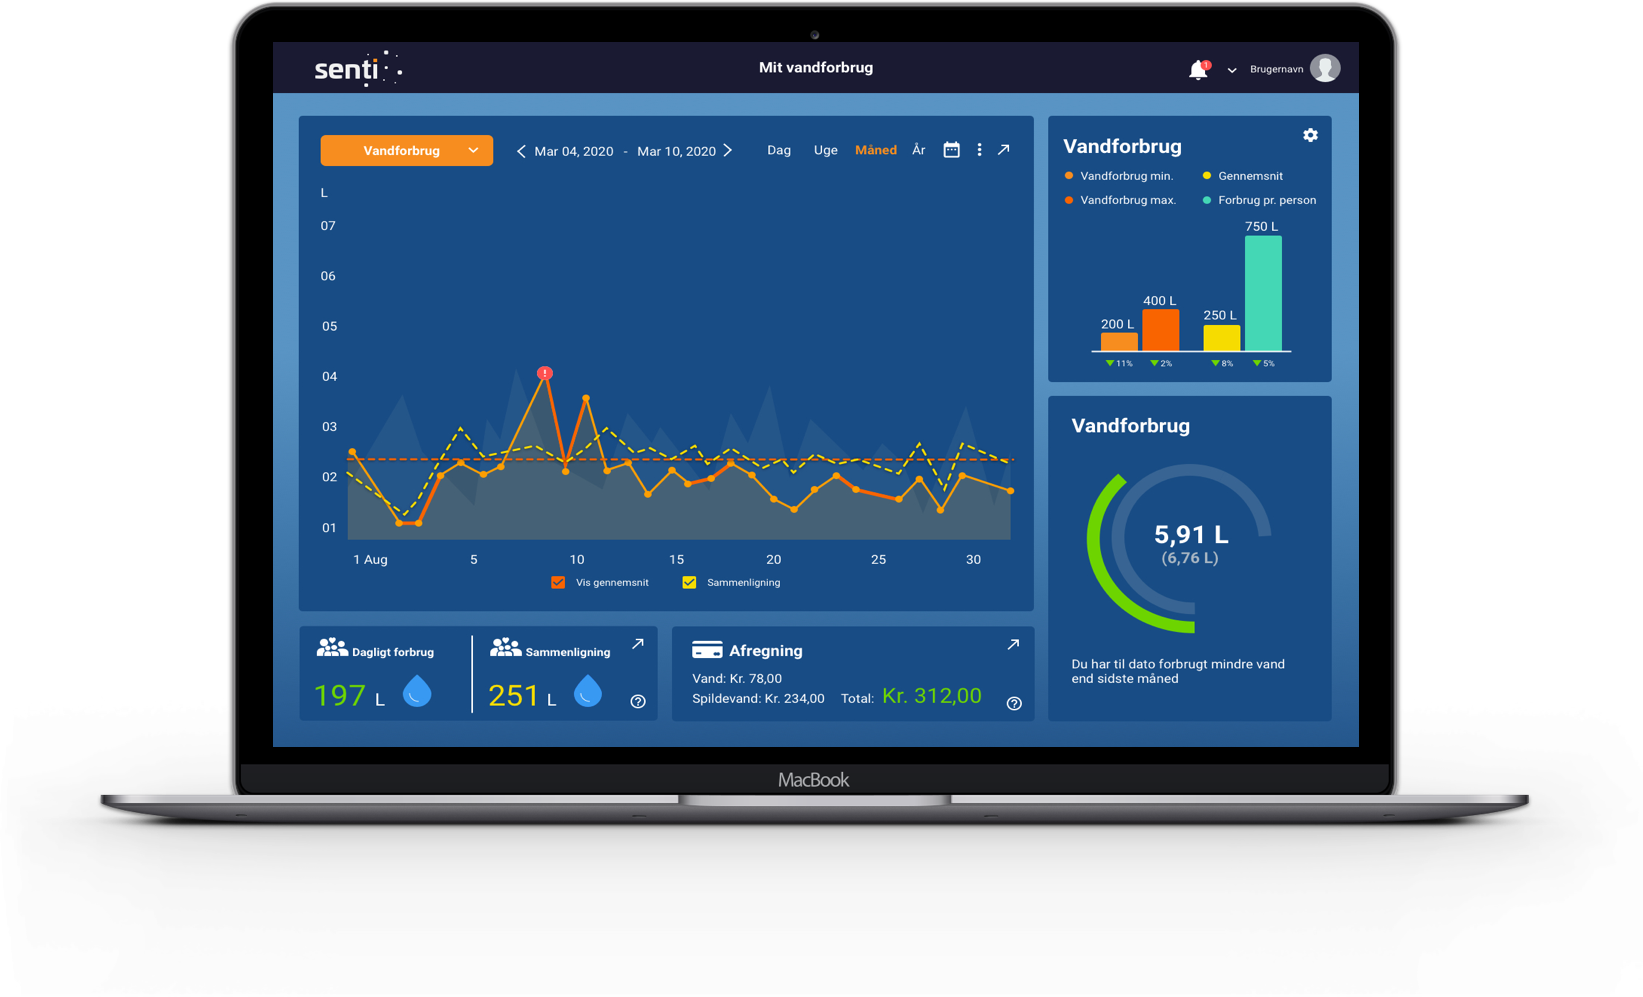 senti
Mit vandforbrug
1
Brugernavn
Vandforbrug
Mar 04, 2020 - Mar 10, 2020
Dag Uge Måned År
L
07
06
05
04
03
02
01
!
1 Aug 5 10 15 20 25 30
Vis gennemsnit Sammenligning
Vandforbrug
Vandforbrug min. Gennemsnit
Vandforbrug max. Forbrug pr. person
750 L
400 L
250 L
200 L
11% 2% 8% 5%
Vandforbrug
5,91 L
(6,76 L)
Du har til dato forbrugt mindre vand
end sidste måned
Dagligt forbrug
197 L
Sammenligning
251 L
?
Afregning
Vand: Kr. 78,00
Spildevand: Kr. 234,00 Total: Kr. 312,00
?
MacBook